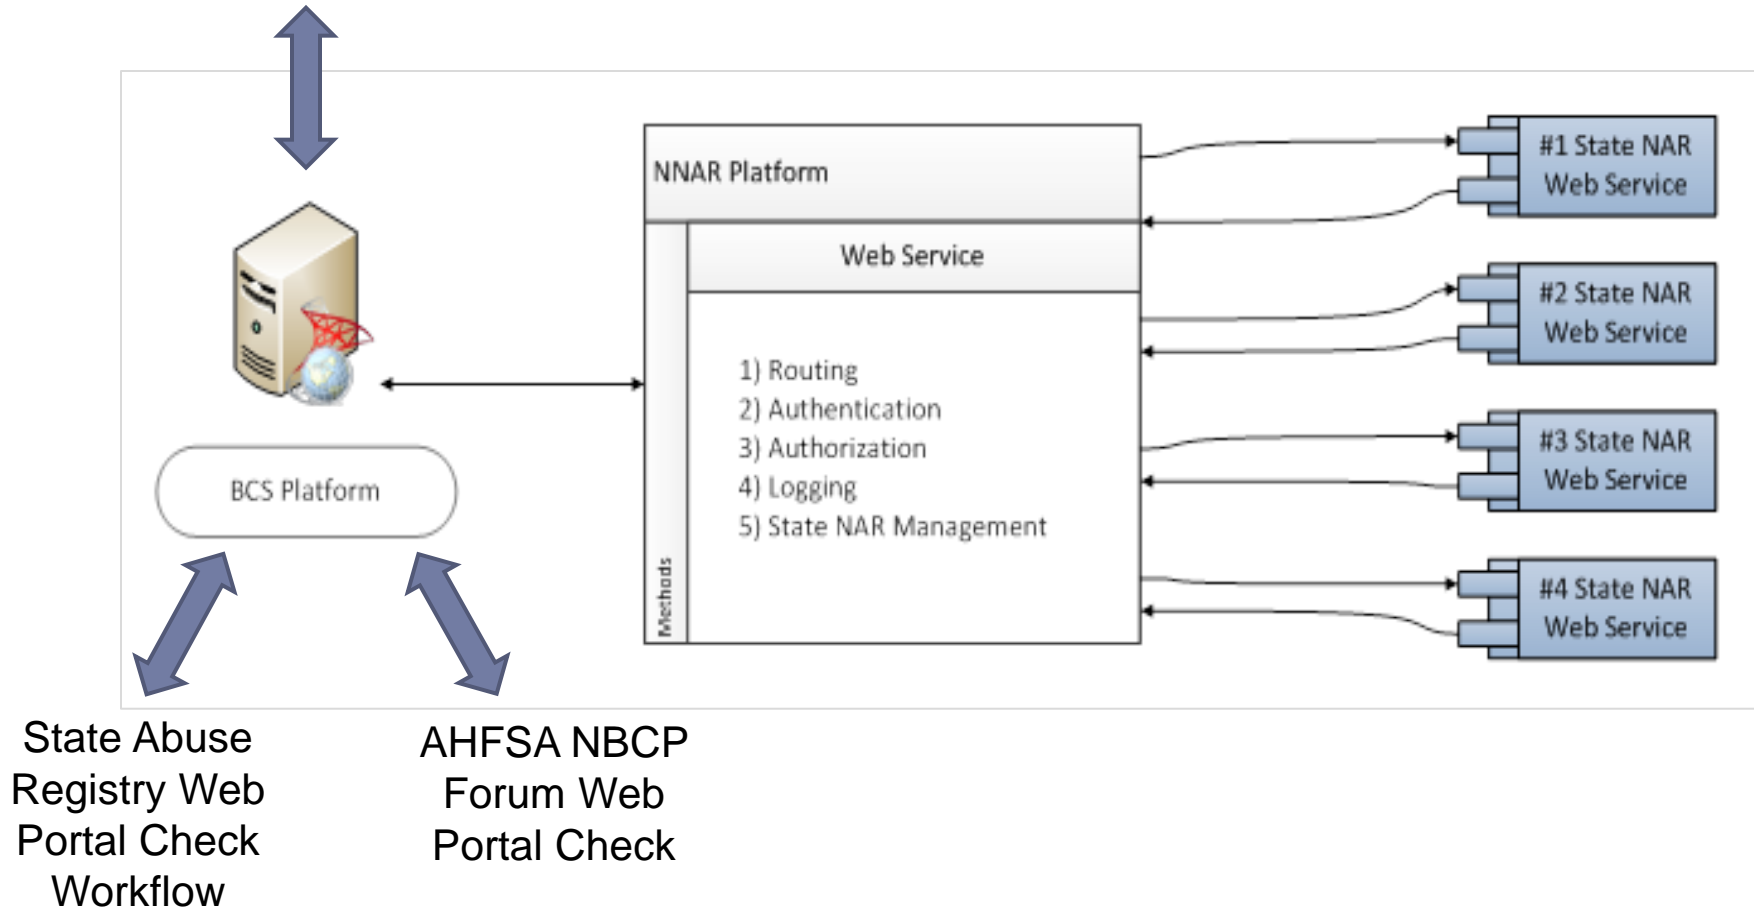 NNAR Platform
Web Service
1) Routing
2) Authentication
3) Authorization
4) Logging
5) State NAR Management
Methods
BCS Platform
#1 State NAR
Web Service
#2 State NAR
Web Service
#3 State NAR
Web Service
#4 State NAR
Web Service
State Abuse
Registry Web
Portal Check
Workflow
AHFSA NBCP
Forum Web
Portal Check